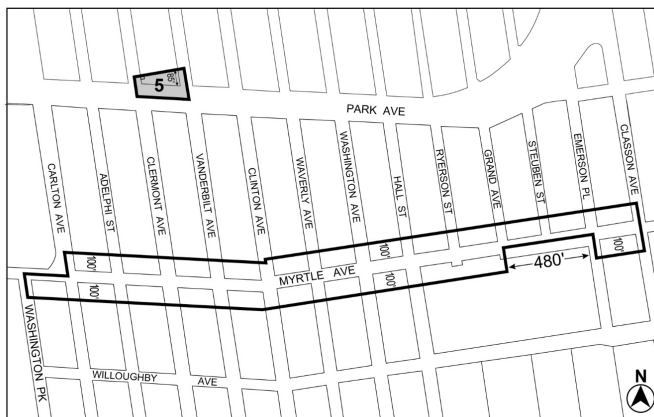 85'
5
PARK AVE
CARLTON AVE
ADELPHI ST
CLERMONT AVE
VANDERBILT AVE
CLINTON AVE
WAVERLY AVE
WASHINGTON AVE
HALL ST
RYERSON ST
GRAND AVE
STEUBEN ST
EMERSON PL
CLASSON AVE
100'
100'
100'
MYRTLE AVE
480'
100'
100'
WASHINGTON PK
WILLOUGHBY AVE
N